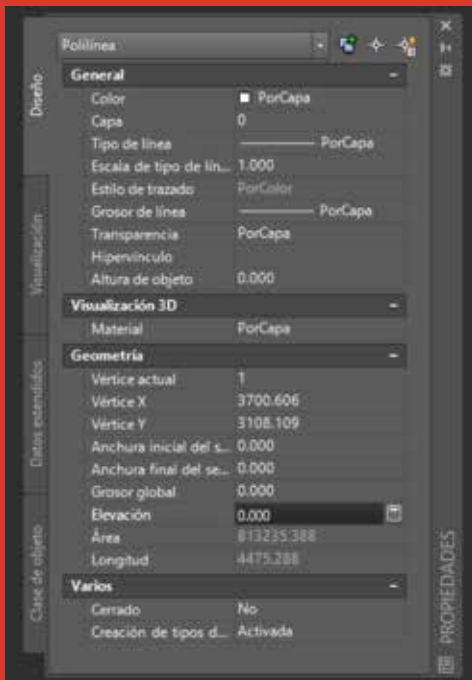 Polilínea
Diseño
Visualización
Datos extendidos
Clase de objeto
General
Color PorCapa
Capa 0
Tipo de línea PorCapa
Escala de tipo de lín... 1.000
Estilo de trazado PorColor
Grosor de línea PorCapa
Transparencia PorCapa
Hipervínculo
Altura de objeto 0.000
Visualización 3D
Material PorCapa
Geometría
Vértice actual 1
Vértice X 3700.606
Vértice Y 3108.109
Anchura inicial del s... 0.000
Anchura final del se... 0.000
Grosor global 0.000
Elevación 0.000
Área 813235.388
Longitud 4475.288
Varios
Cerrado No
Creación de tipos d... Activada
PROPIEDADES